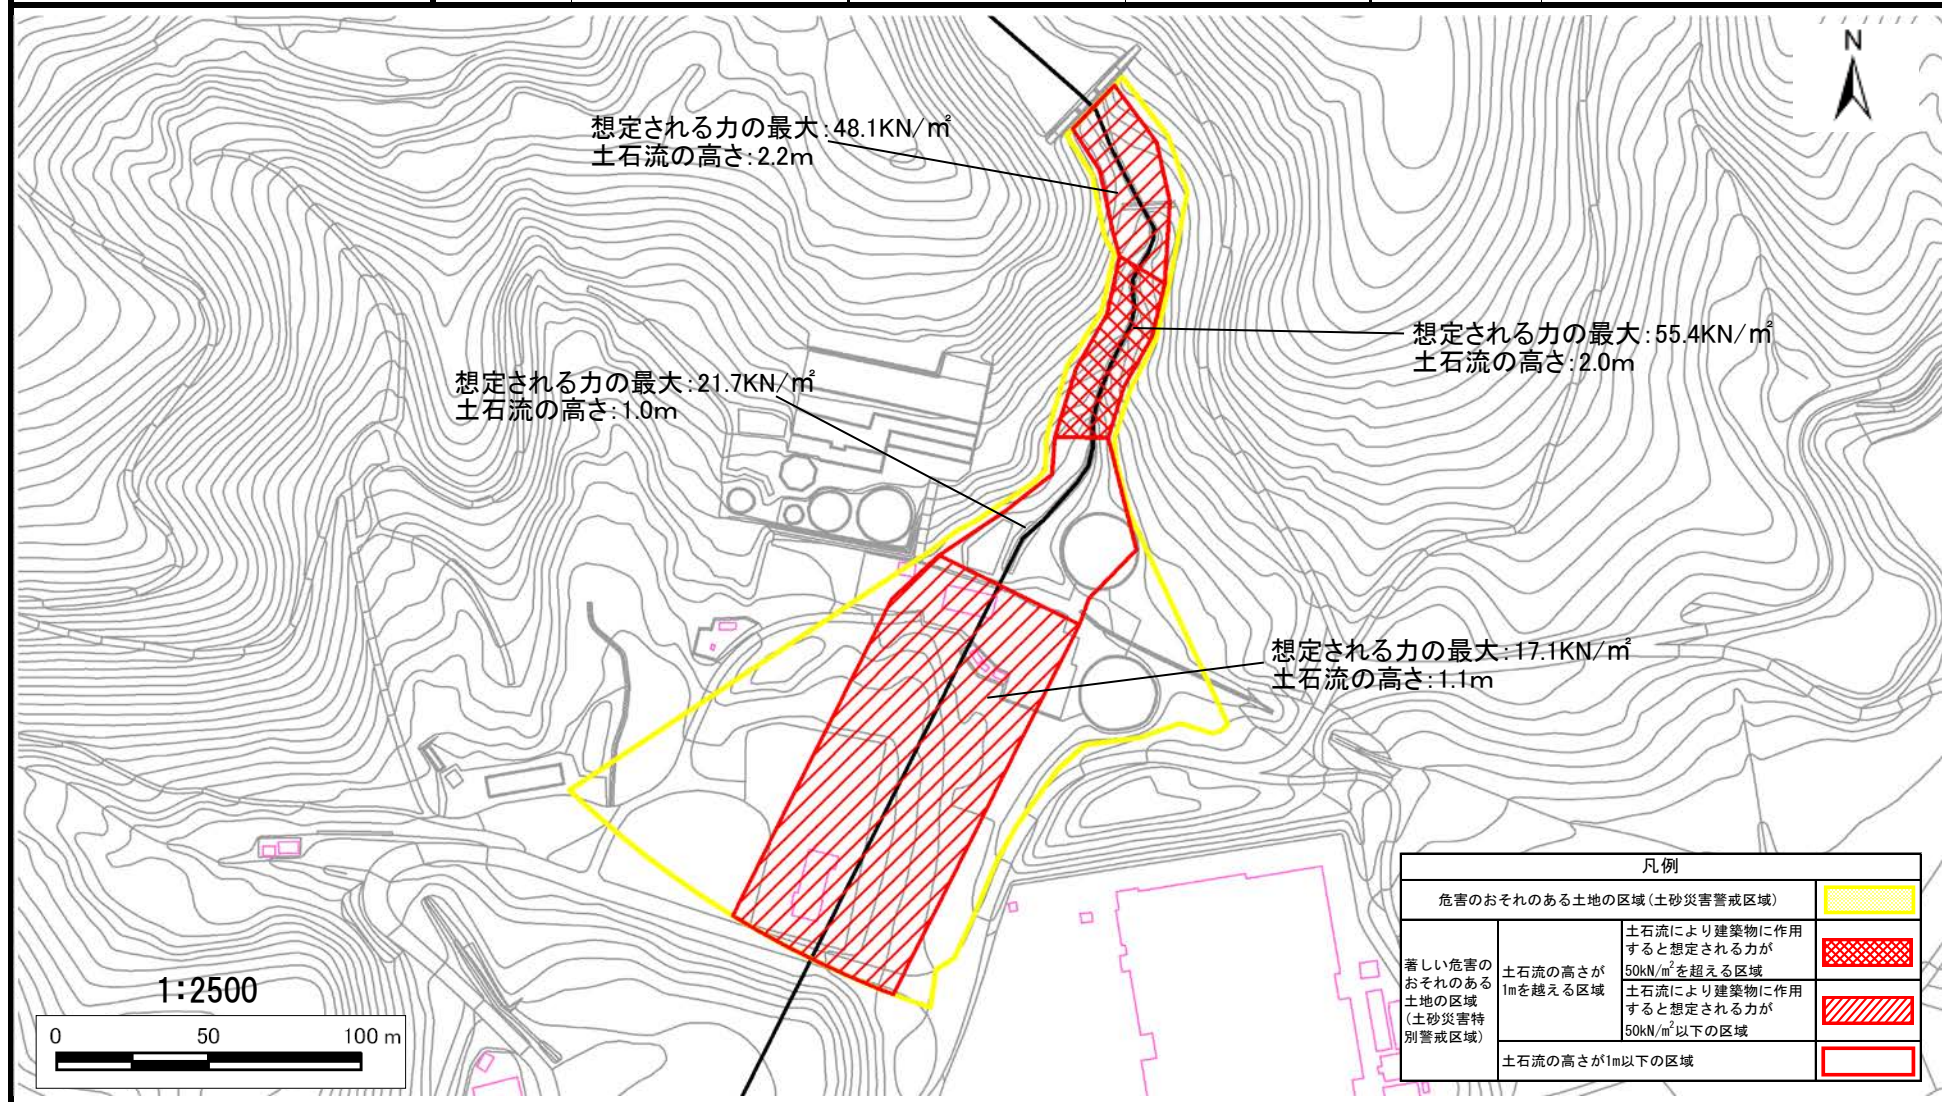 N
想定される力の最大:48.1KN/㎡
土石流の高さ:2.2m
想定される力の最大:55.4KN/㎡
土石流の高さ:2.0m
想定される力の最大:21.7KN/㎡
土石流の高さ:1.0m
想定される力の最大:17.1KN/㎡
土石流の高さ:1.1m
1:2500
0 50 100 m
凡例
危害のおそれのある土地の区域(土砂災害警戒区域)
著しい危害の
おそれのある
土地の区域
(土砂災害特
別警戒区域)
土石流の高さが
1mを越える区域
土石流により建築物に作用
すると想定される力が
50kN/m²を超える区域
土石流により建築物に作用
すると想定される力が
50kN/m²以下の区域
土石流の高さが1m以下の区域